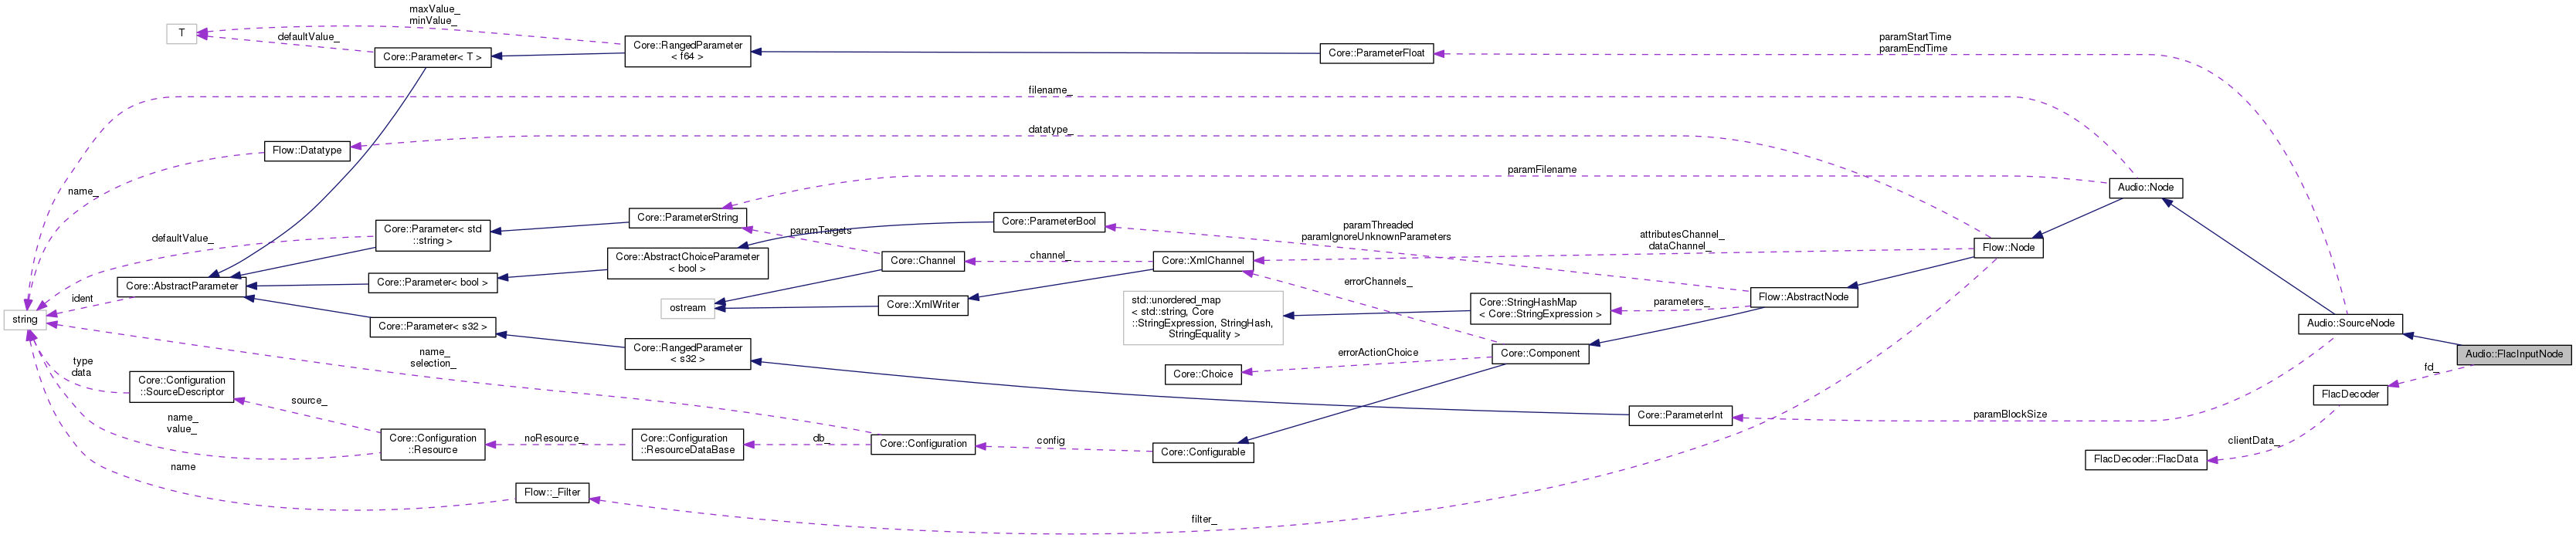 maxValue_
minValue_
T
defaultValue_
Core::Parameter< T >
Core::RangedParameter
< f64 >
Core::ParameterFloat
paramStartTime
paramEndTime
filename_
datatype_
Flow::Datatype
name_
paramFilename
Audio::Node
Core::ParameterString
Core::ParameterBool
Core::Parameter< std
::string >
defaultValue_
paramTargets
paramThreaded
paramIgnoreUnknownParameters
attributesChannel_
dataChannel_
Flow::Node
Core::AbstractChoiceParameter
< bool >
Core::Channel
channel_
Core::XmlChannel
Core::AbstractParameter
ident
Core::Parameter< bool >
errorChannels_
Flow::AbstractNode
parameters_
string
ostream
Core::XmlWriter
std::unordered_map
< std::string, Core
::StringExpression, StringHash,
StringEquality >
Core::StringHashMap
< Core::StringExpression >
Core::Parameter< s32 >
Audio::SourceNode
Core::RangedParameter
< s32 >
name_
selection_
errorActionChoice
Core::Component
Audio::FlacInputNode
type
data
Core::Configuration
::SourceDescriptor
Core::Choice
fd_
FlacDecoder
source_
name_
value_
Core::Configuration
::Resource
noResource_
Core::Configuration
::ResourceDataBase
db_
Core::Configuration
config
Core::Configurable
Core::ParameterInt
paramBlockSize
clientData_
FlacDecoder::FlacData
name
Flow::_Filter
filter_